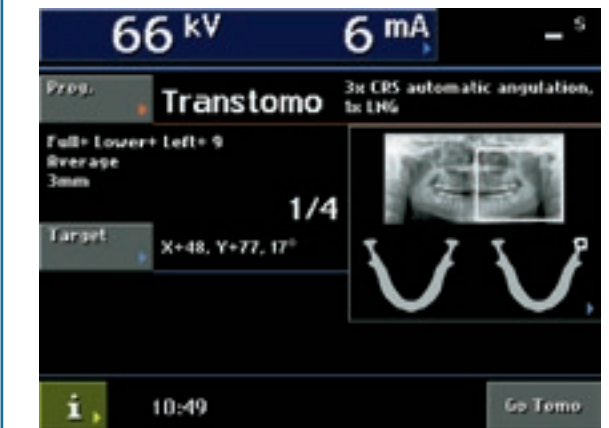 66 kV 6 mA – s
Prog. Transtomo 3x CRS automatic angulation,
1x LNG
Full+ Lower+ Left+ 9
Average
3mm
1/4
Target X+48, Y+77, 17°
i 10:49 Go Tomo